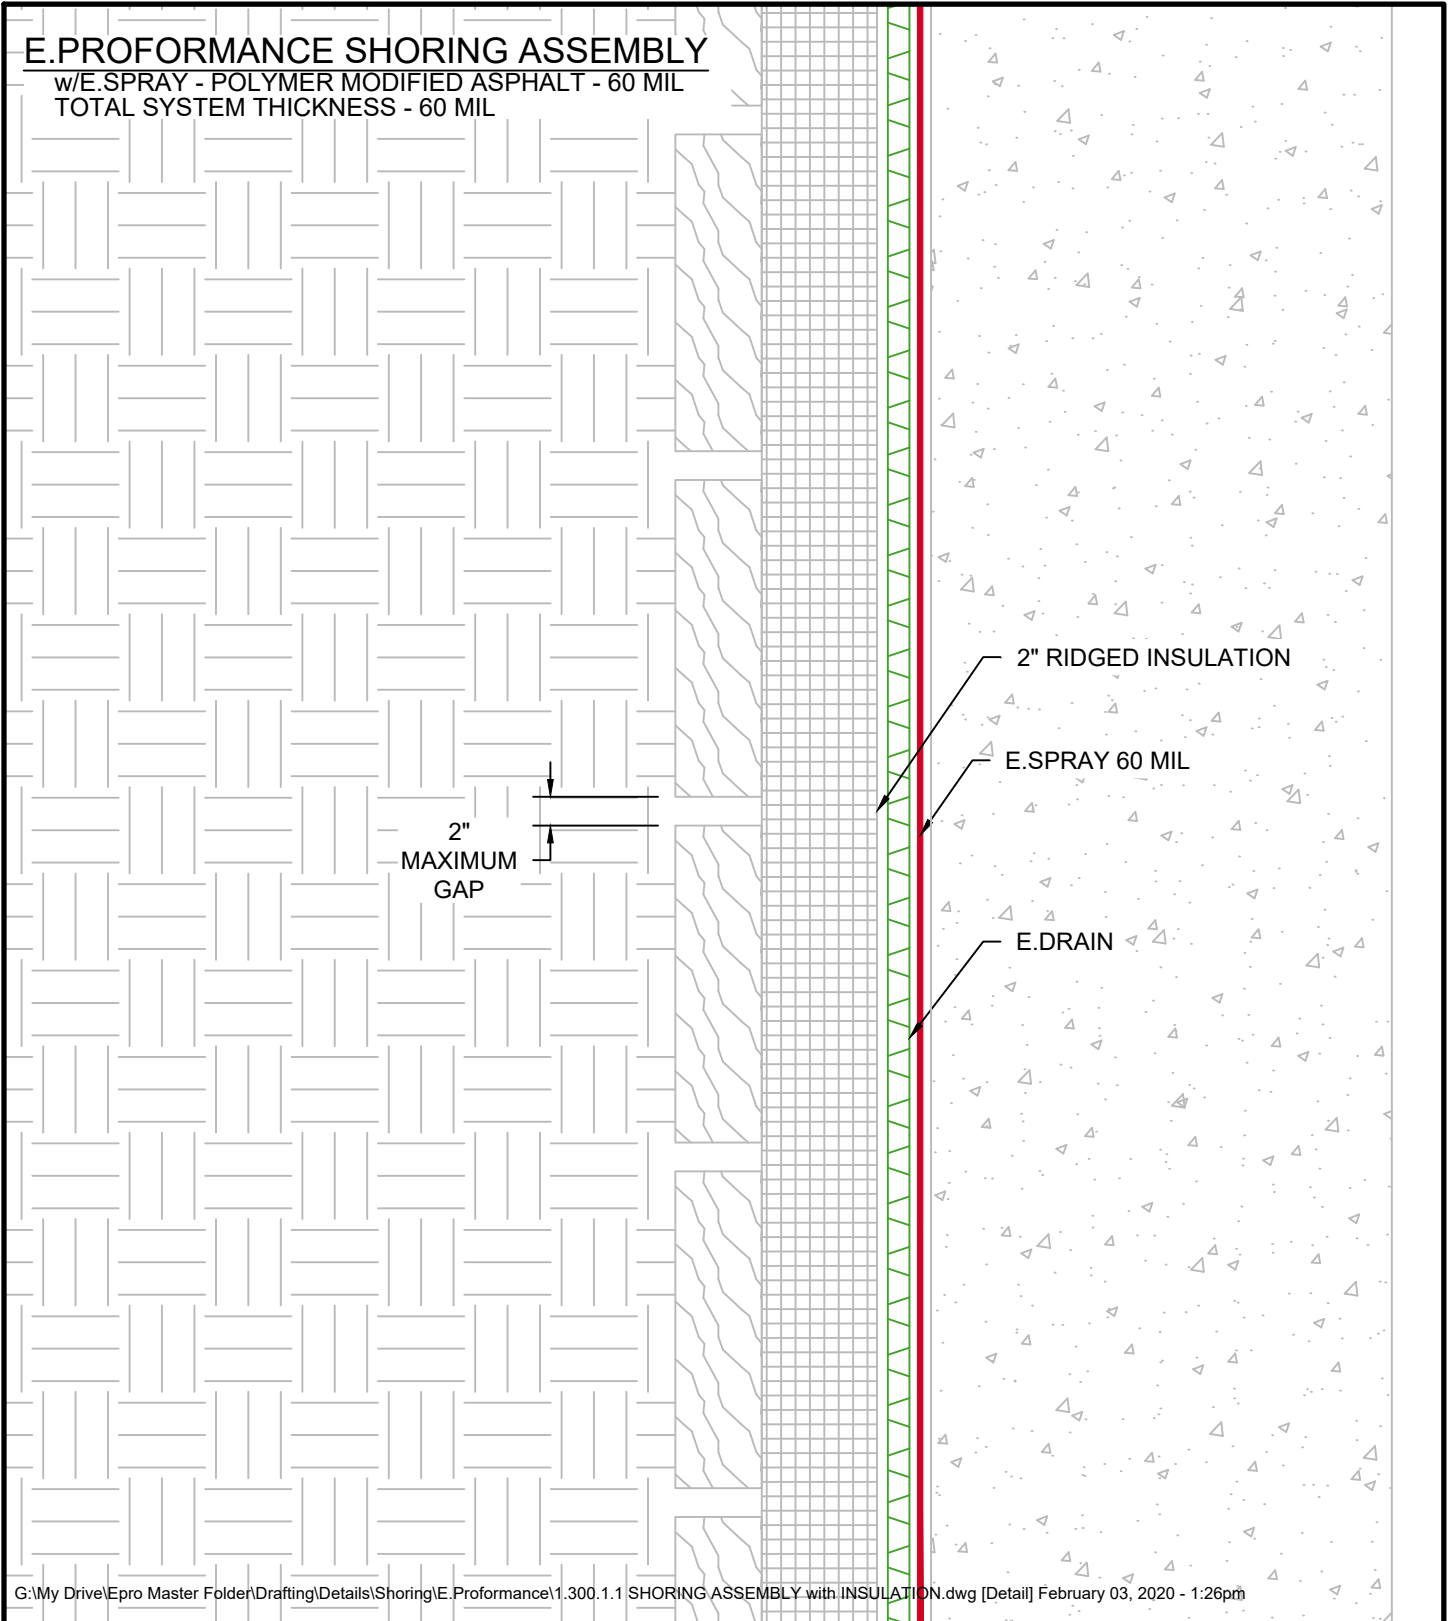 E.PROFORMANCE SHORING ASSEMBLY
w/E.SPRAY - POLYMER MODIFIED ASPHALT - 60 MIL
TOTAL SYSTEM THICKNESS - 60 MIL
2" RIDGED INSULATION
E.SPRAY 60 MIL
2"
MAXIMUM
GAP
E.DRAIN
G:\My Drive\Epro Master Folder\Drafting\Details\Shoring\E.Proformance\1.300.1.1 SHORING ASSEMBLY with INSULATION.dwg [Detail] February 03, 2020 - 1:26pm